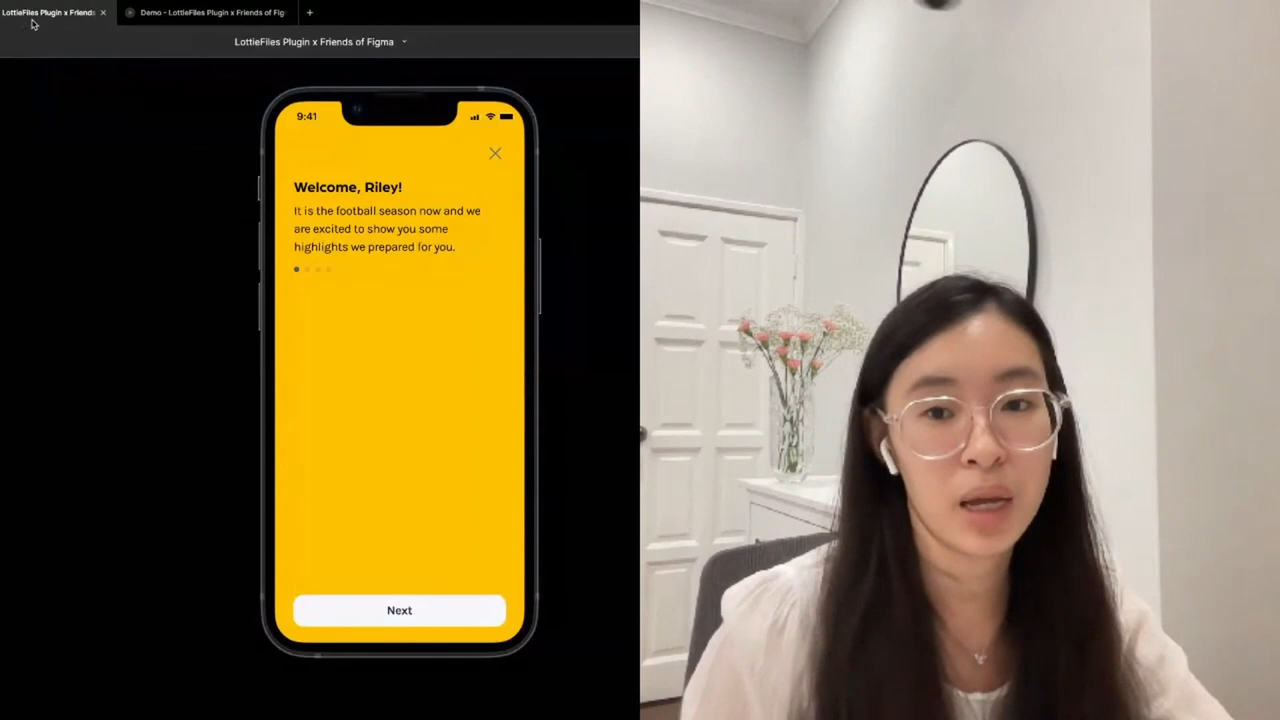 LottieFiles Plugin x Friends
Demo - LottieFiles Plugin x Friends of Fig
LottieFiles Plugin x Friends of Figma
9:41
Welcome, Riley!
It is the football season now and we
are excited to show you some
highlights we prepared for you.
Next